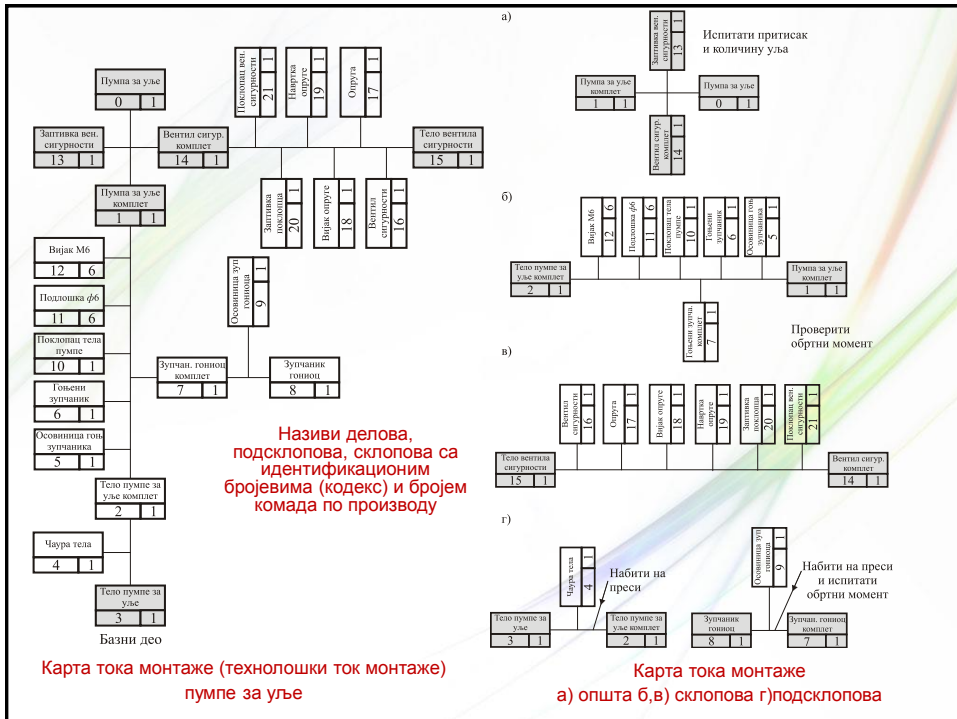 Пумпа за уље
0 1
Заптивка вен.
сигурности
13 1
Вентил сигур.
комплет
14 1
Поклопац вен.
сигурности
21 1
Навртка
опруге
19 1
Опруга
17 1
Тело вентила
сигурности
15 1
Заптивка
поклопца
20 1
Вијак опруге
18 1
Вентил
сигурности
16 1
Пумпа за уље
комплет
1 1
Вијак М6
12 6
Подлошка ф6
11 6
Поклопац тела
пумпе
10 1
Гоњени
зупчаник
6 1
Осовиница гоњ
зупчаника
5 1
Осовиница зуп
гониоца
9 1
Зупчан. гониоц
комплет
7 1
Зупчаник
гониоц
8 1
Тело пумпе за
уље комплет
2 1
Чаура тела
4 1
Тело пумпе за
уље
3 1
Базни део
Називи делова,
подсклопова, склопова са
идентификационим
бројевима (кодекс) и бројем
комада по производу
Карта тока монтаже (технолошки ток монтаже)
пумпе за уље
а)
Заптивка вен.
сигурности
13 1
Испитати притисак
и количину уља
Пумпа за уље
комплет
1 1
Пумпа за уље
0 1
Вентил сигур.
комплет
14 1
б)
Вијак М6
12 6
Подлошка ф6
11 6
Поклопац тела
пумпе
10 1
Гоњени
зупчаник
6 1
Осовиница гоњ
зупчаника
5 1
Тело пумпе за
уље комплет
2 1
Пумпа за уље
комплет
1 1
Гоњени зупча.
комплет
7 1
Проверити
обртни момент
в)
Вентил
сигурности
16 1
Опруга
17 1
Вијак опруге
18 1
Навртка
опруге
19 1
Заптивка
поклопца
20 1
Поклопац вен.
сигурности
21 1
Тело вентила
сигурности
15 1
Вентил сигур.
комплет
14 1
г)
Чаура тела
4 1
Набити на
преси
Тело пумпе за
уље
3 1
Тело пумпе за
уље комплет
2 1
Осовиница зуп
гониоца
9 1
Набити на преси
и испитати
обртни момент
Зупчаник
гониоц
8 1
Зупчан. гониоц
комплет
7 1
Карта тока монтаже
а) општа б,в) склопова г)подсклопова